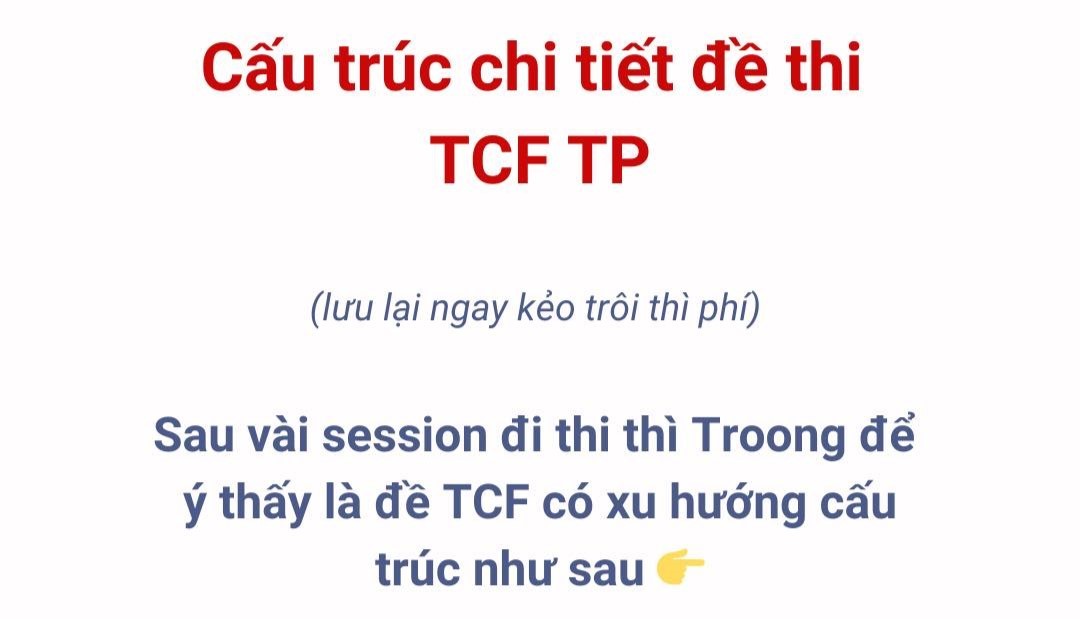 Cấu trúc chi tiết đề thi
TCF TP
(lưu lại ngay kẻo trôi thì phí)
Sau vài session đi thi thì Troong để
ý thấy là đề TCF có xu hướng cấu
trúc như sau 👉